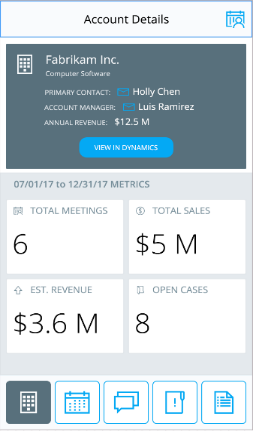 Account Details
Fabrikam Inc.
Computer Software
PRIMARY CONTACT: Holly Chen
ACCOUNT MANAGER: Luis Ramirez
ANNUAL REVENUE: $12.5 M
VIEW IN DYNAMICS
07/01/17 to 12/31/17 METRICS
TOTAL MEETINGS
6
TOTAL SALES
$5 M
EST. REVENUE
$3.6 M
OPEN CASES
8